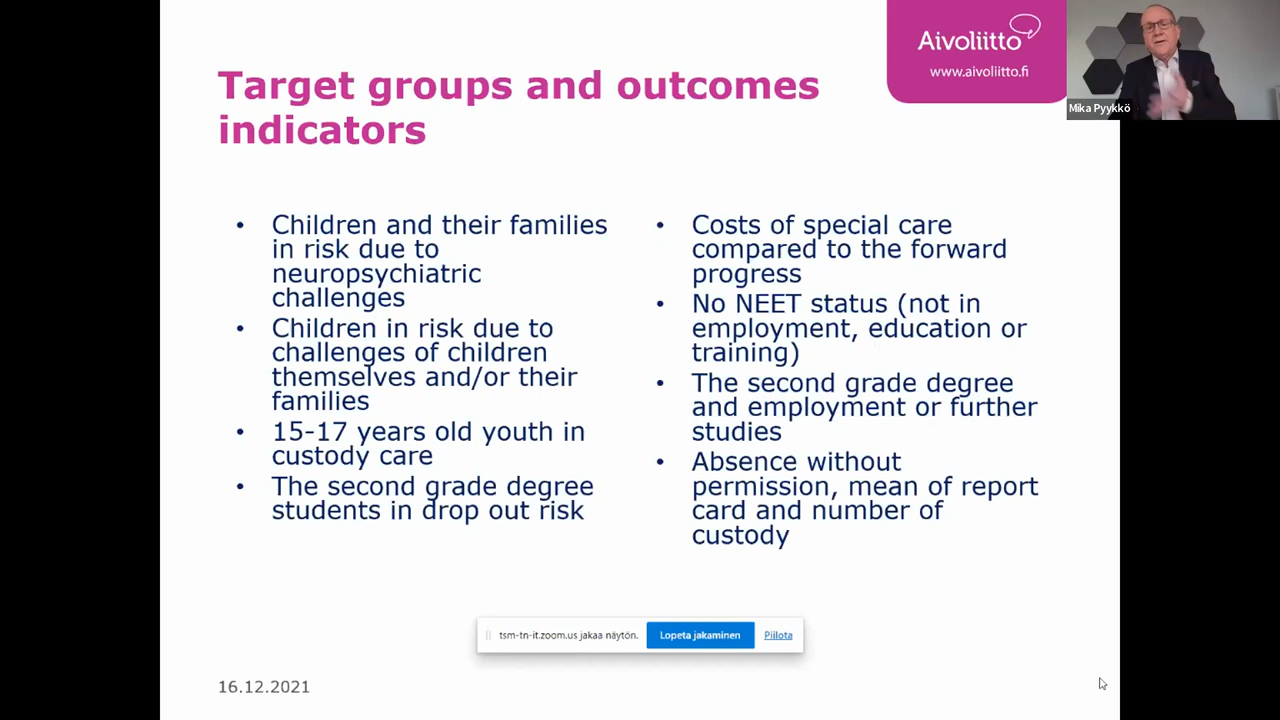 Target groups and outcomes
indicators
Aivoliitto
www.aivoliitto.fi
Mika Pyykkö
• Children and their families
in risk due to
neuropsychiatric
challenges
• Children in risk due to
challenges of children
themselves and/or their
families
• 15-17 years old youth in
custody care
• The second grade degree
students in drop out risk
• Costs of special care
compared to the forward
progress
• No NEET status (not in
employment, education or
training)
• The second grade degree
and employment or further
studies
• Absence without
permission, mean of report
card and number of
custody
tsm-tn-it.zoom.us jakaa näytön. Lopeta jakaminen Piilota
16.12.2021